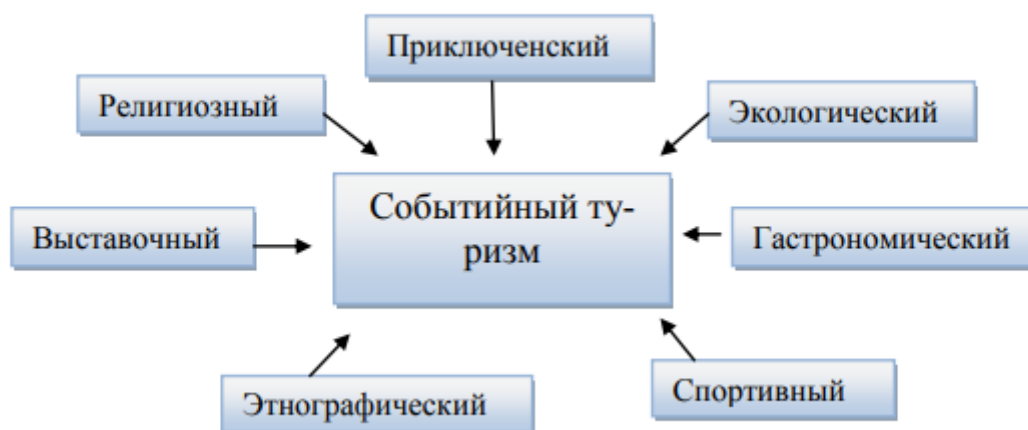 Приключенский
Религиозный
Экологический
Событийный ту-
ризм
Выставочный
Гастрономический
Этнографический
Спортивный